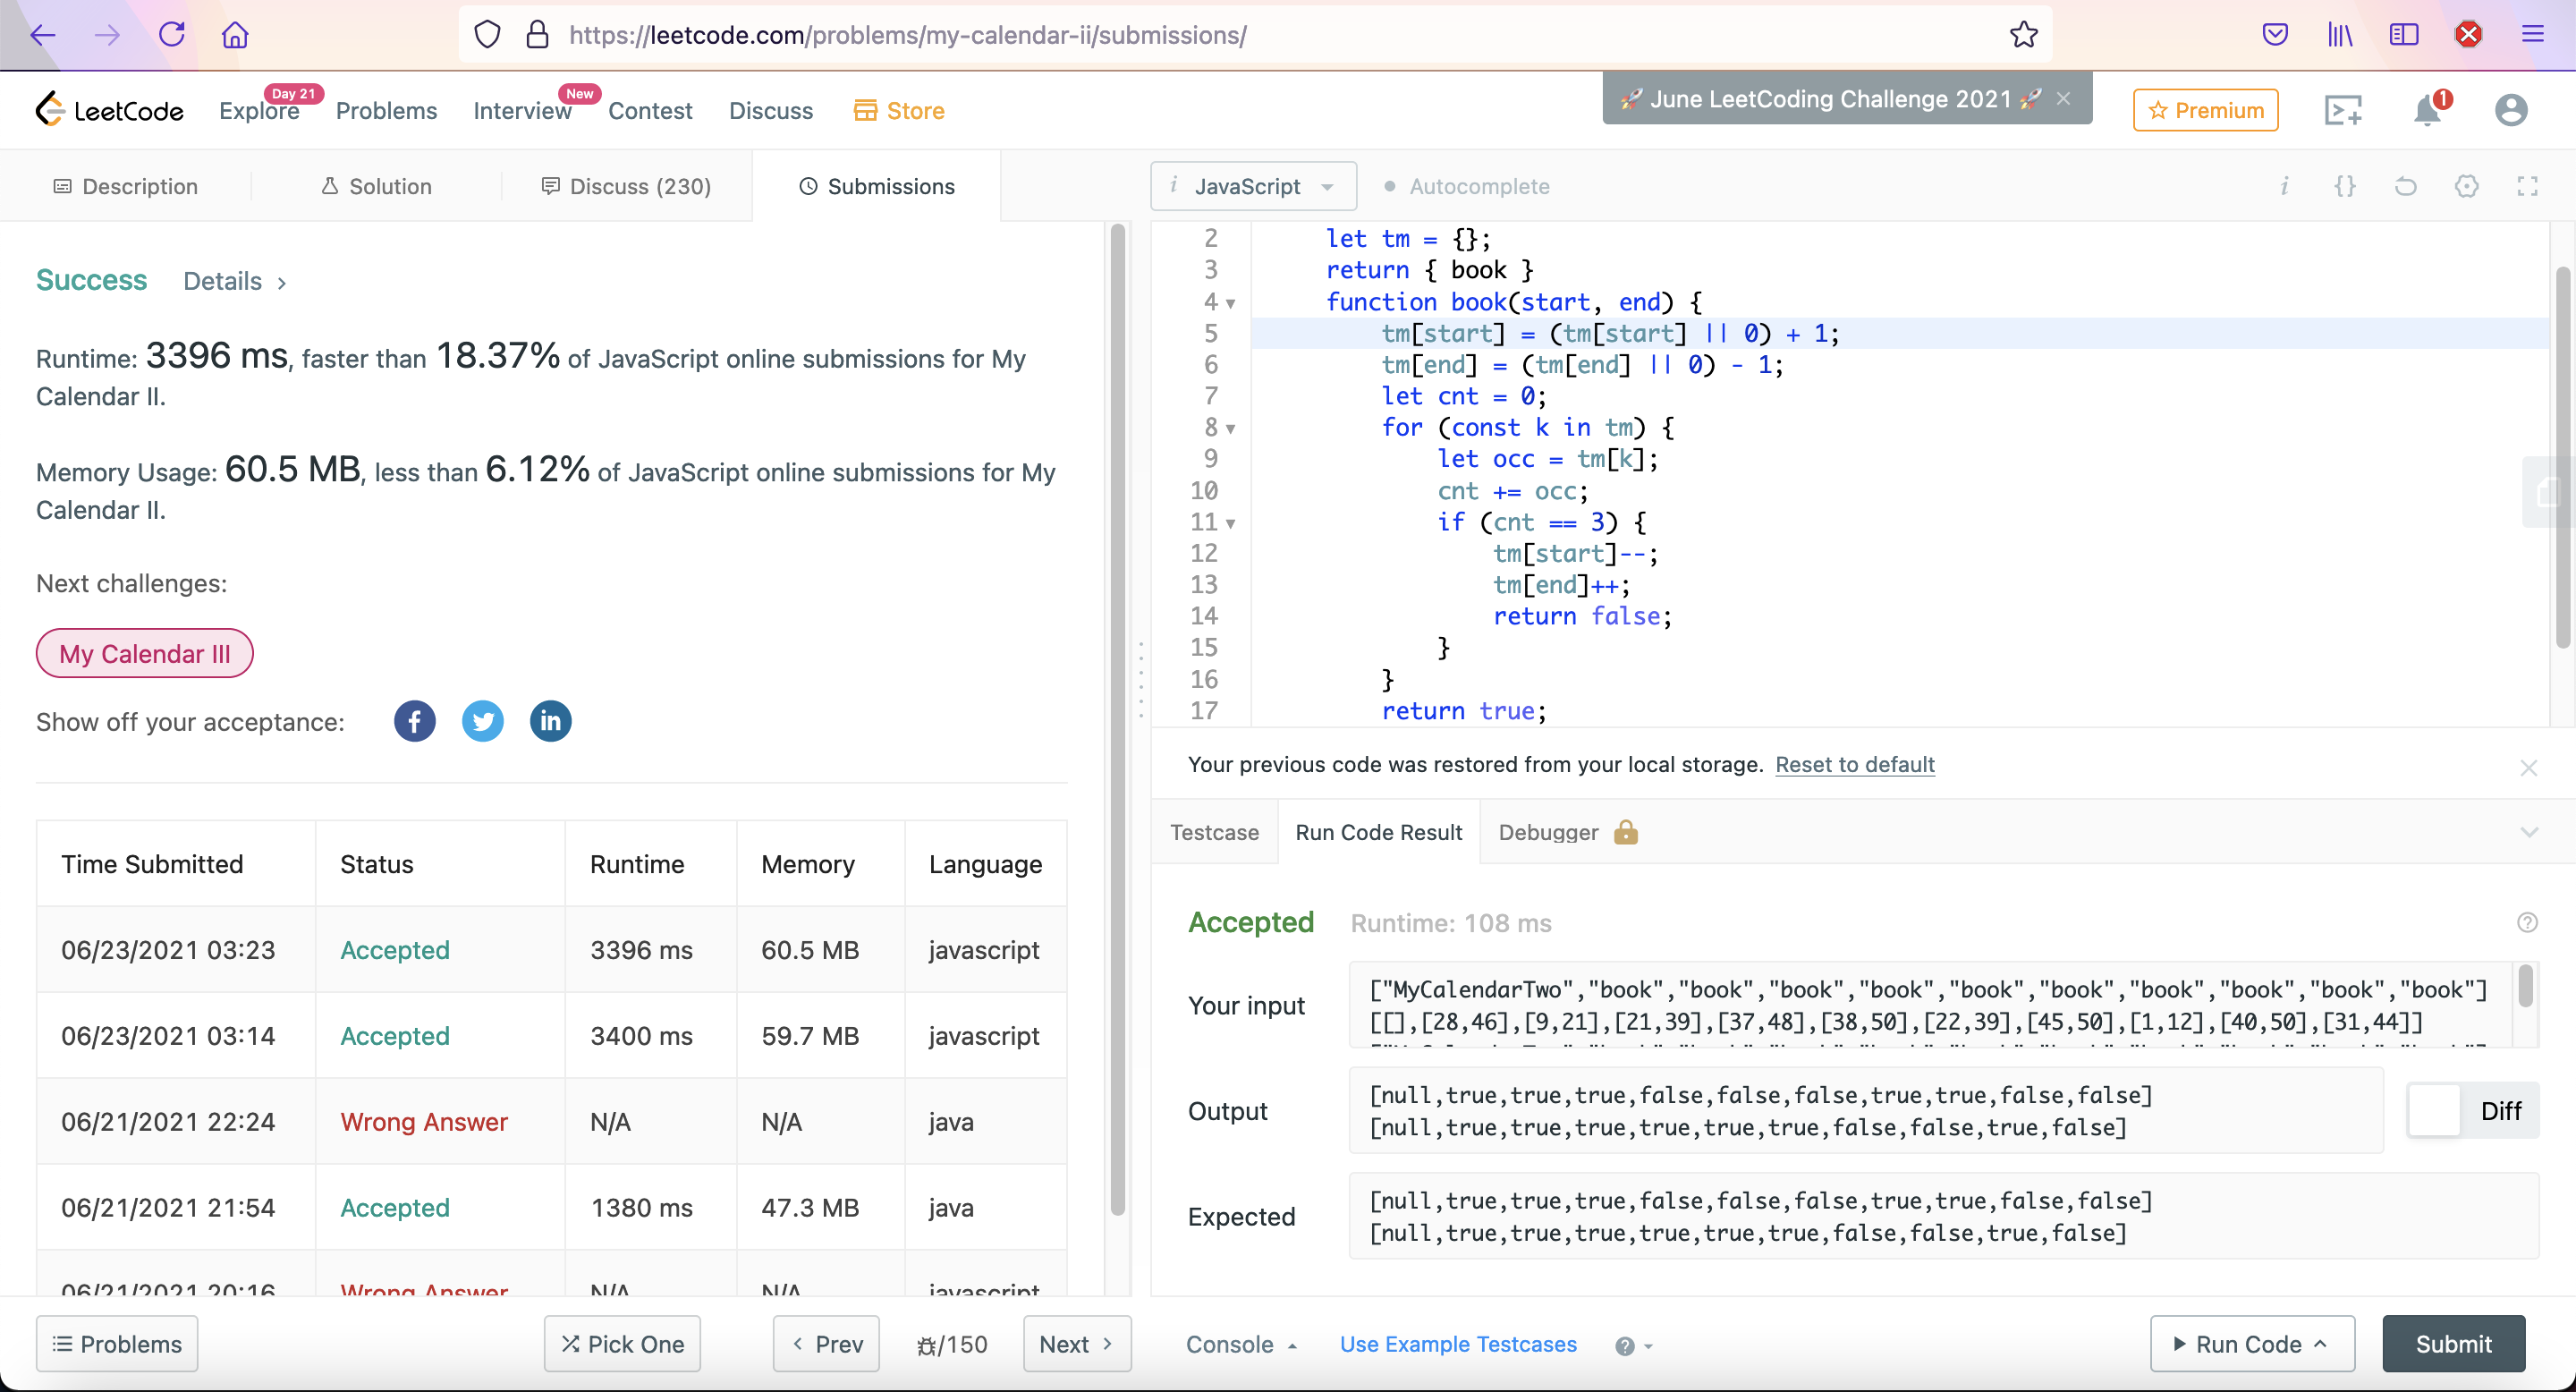 https://leetcode.com/problems/my-calendar-ii/submissions/
LeetCode
Explore
Day 21
Problems
Interview
New
Contest
Discuss
Store
🚀 June LeetCoding Challenge 2021 🚀
Premium
1
Description
Solution
Discuss (230)
Submissions
Success Details
Runtime: 3396 ms, faster than 18.37% of JavaScript online submissions for My
Calendar II.
Memory Usage: 60.5 MB, less than 6.12% of JavaScript online submissions for My
Calendar II.
Next challenges:
My Calendar III
Show off your acceptance:
Time Submitted Status Runtime Memory Language
06/23/2021 03:23 Accepted 3396 ms 60.5 MB javascript
06/23/2021 03:14 Accepted 3400 ms 59.7 MB javascript
06/21/2021 22:24 Wrong Answer N/A N/A java
06/21/2021 21:54 Accepted 1380 ms 47.3 MB java
06/21/2021 20:16 Wrong Answer N/A N/A javascript
Problems
Pick One
Prev
/150
Next
i JavaScript
Autocomplete
2 let tm = {};
3 return { book }
4 function book(start, end) {
5 tm[start] = (tm[start] || 0) + 1;
6 tm[end] = (tm[end] || 0) - 1;
7 let cnt = 0;
8 for (const k in tm) {
9 let occ = tm[k];
10 cnt += occ;
11 if (cnt == 3) {
12 tm[start]--;
13 tm[end]++;
14 return false;
15 }
16 }
17 return true;
Your previous code was restored from your local storage. Reset to default
Testcase
Run Code Result
Debugger
Accepted Runtime: 108 ms
Your input
["MyCalendarTwo","book","book","book","book","book","book","book","book","book","book"]
[[],[28,46],[9,21],[21,39],[37,48],[38,50],[22,39],[45,50],[1,12],[40,50],[31,44]]
Output
[null,true,true,true,false,false,false,true,true,false,false]
[null,true,true,true,true,true,true,false,false,true,false]
Diff
Expected
[null,true,true,true,false,false,false,true,true,false,false]
[null,true,true,true,true,true,true,false,false,true,false]
Console
Use Example Testcases
Run Code
Submit